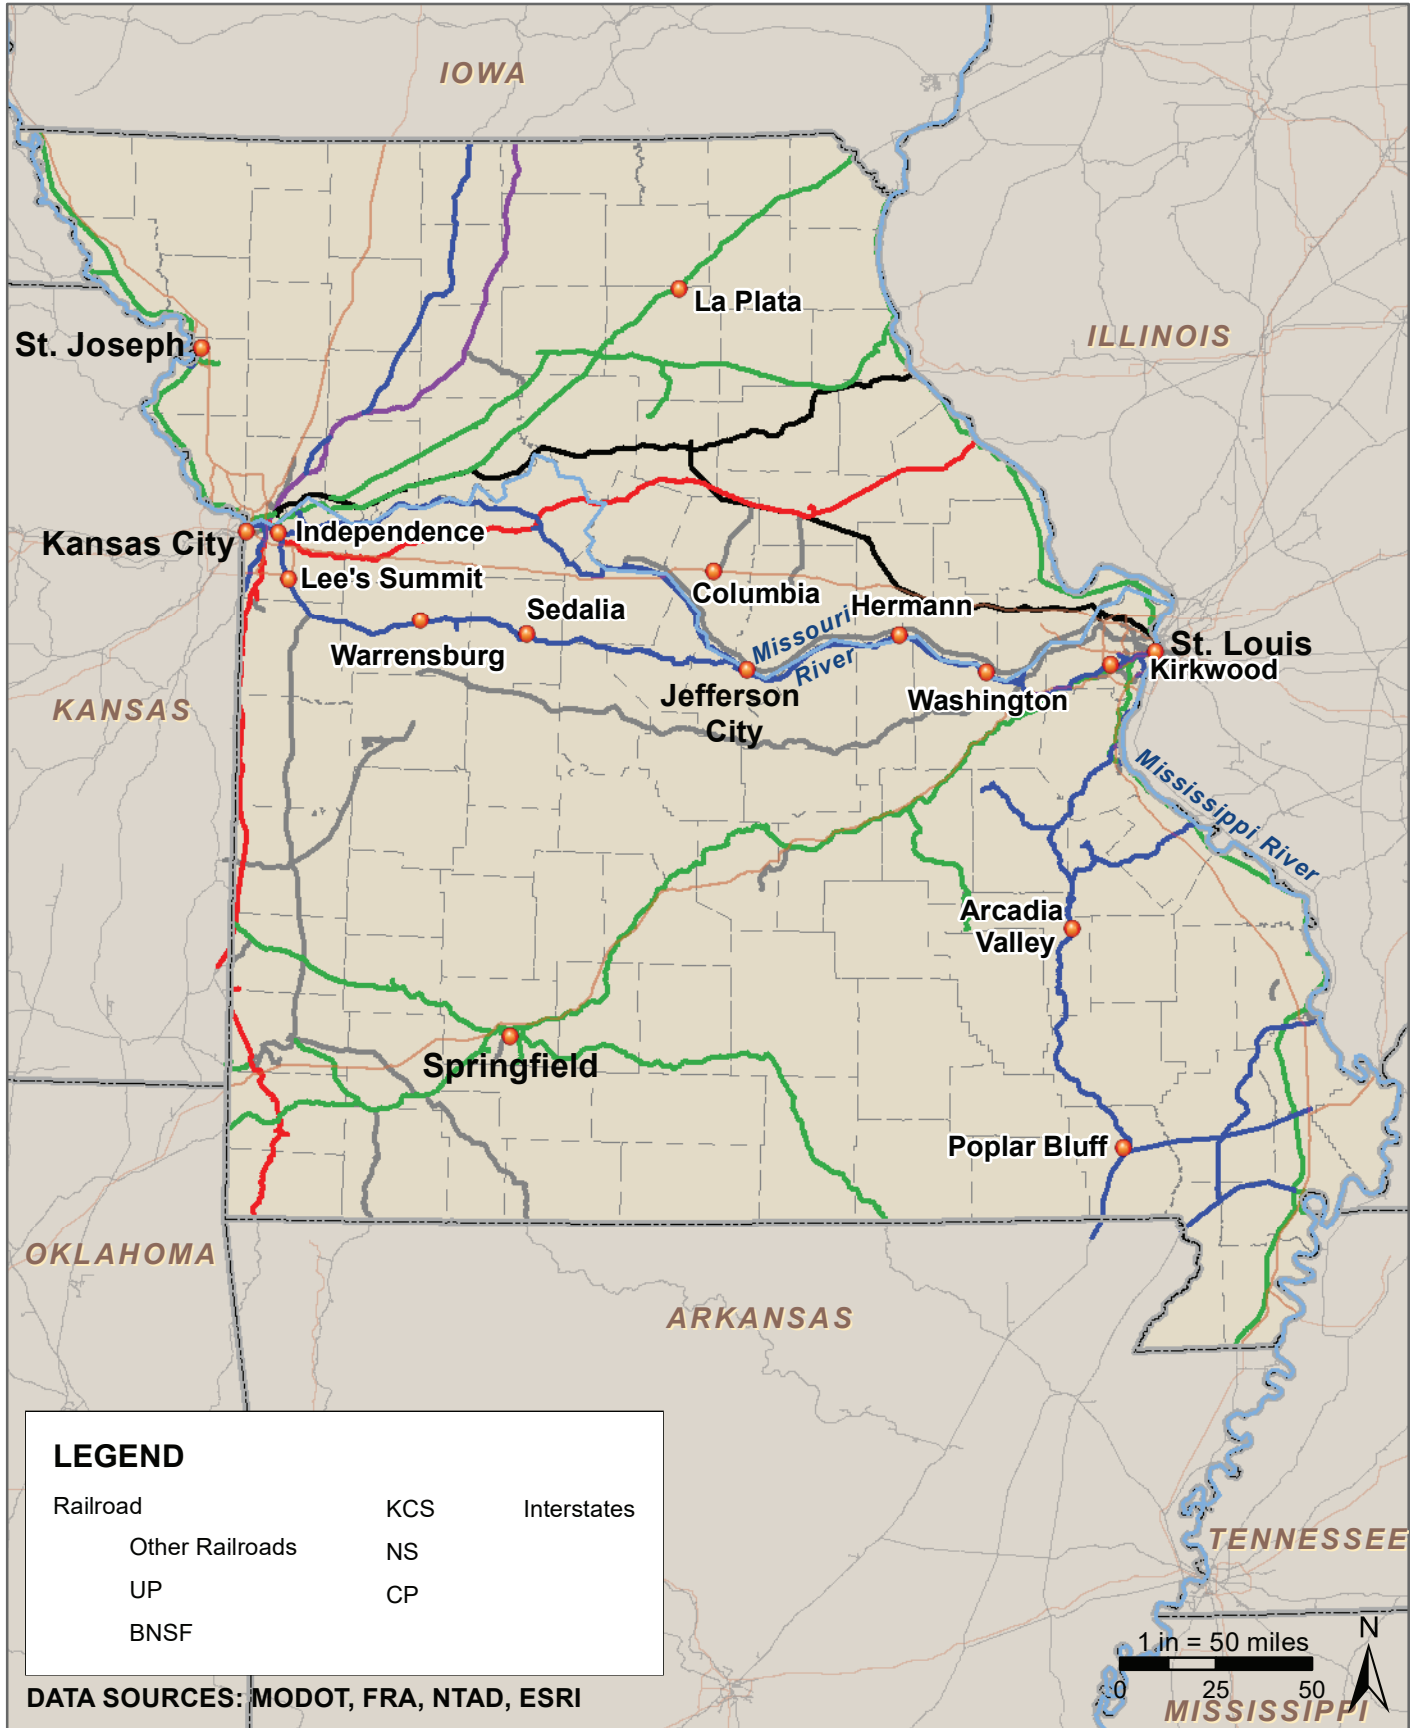 IOWA
La Plata
ILLINOIS
St. Joseph
Kansas City
Independence
Lee's Summit
Columbia
Sedalia
Hermann
Missouri
River
Warrensburg
St. Louis
Kirkwood
Jefferson
City
Washington
KANSAS
Mississippi River
Arcadia
Valley
Springfield
Poplar Bluff
OKLAHOMA
ARKANSAS
LEGEND
Railroad
Other Railroads
UP
BNSF
KCS
NS
CP
Interstates
TENNESSEE
1 in = 50 miles
N
0 25 50
MISSISSIPPI
DATA SOURCES: MODOT, FRA, NTAD, ESRI